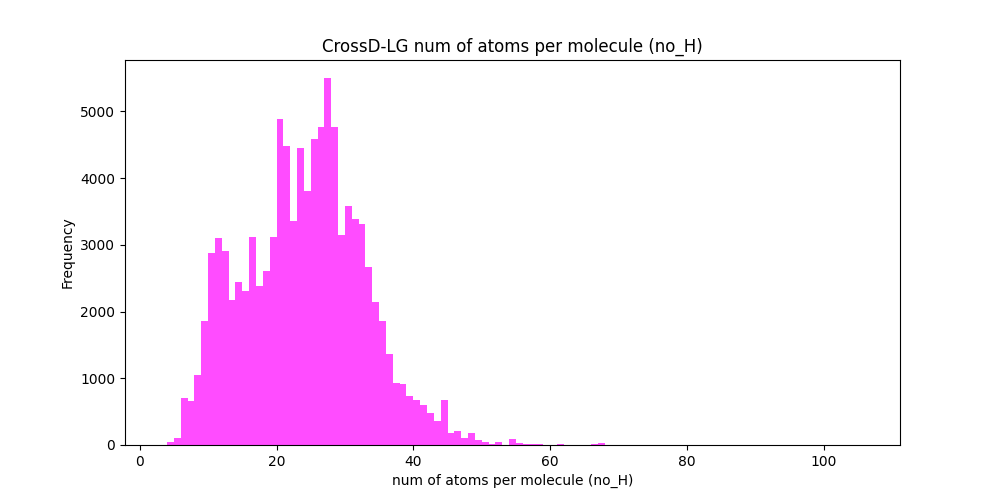 CrossD-LG num of atoms per molecule (no_H)
Frequency
5000
4000
3000
2000
1000
0
0 20 40 60 80 100
num of atoms per molecule (no_H)